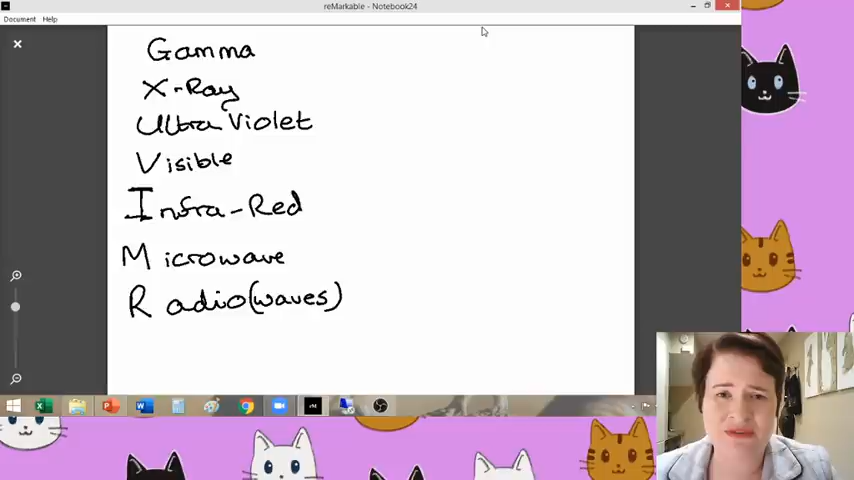 reMarkable - Notebook24
Document Help
Gamma
X-Ray
Ultra Violet
Visible
Infra-Red
Microwave
Radio(waves)